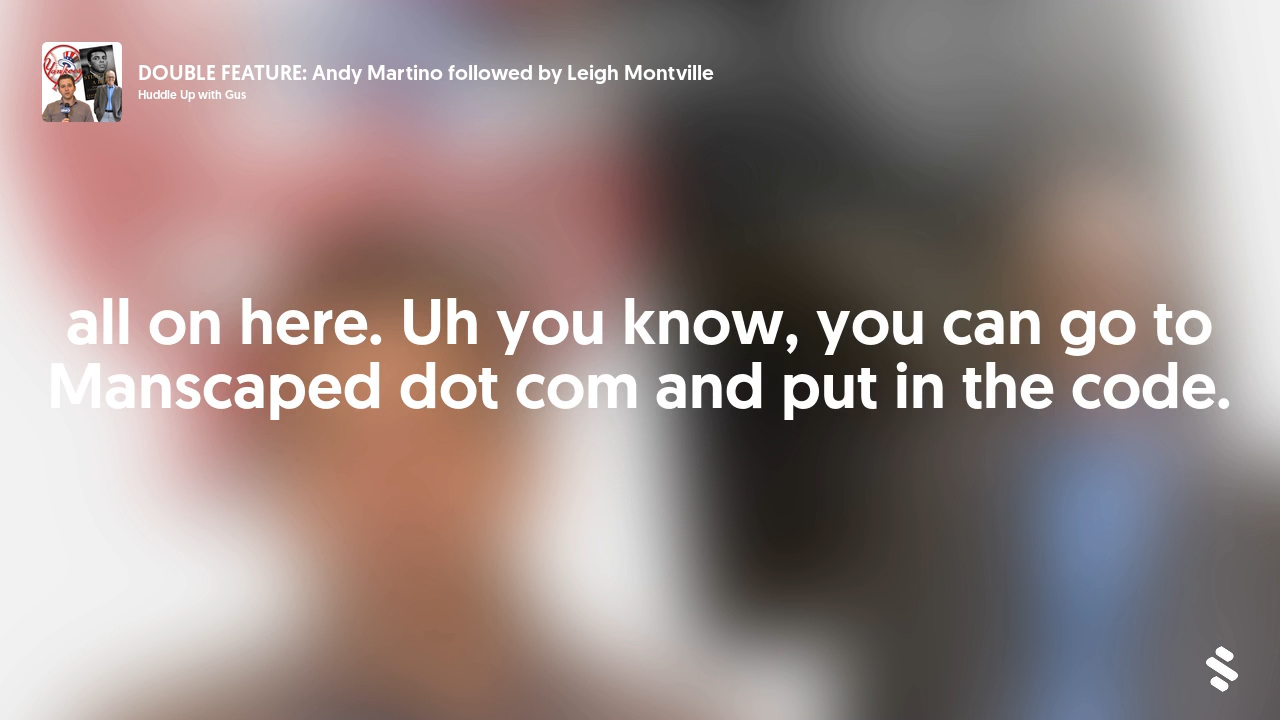 DOUBLE FEATURE: Andy Martino followed by Leigh Montville
Huddle Up with Gus
all on here. Uh you know, you can go to
Manscaped dot com and put in the code.